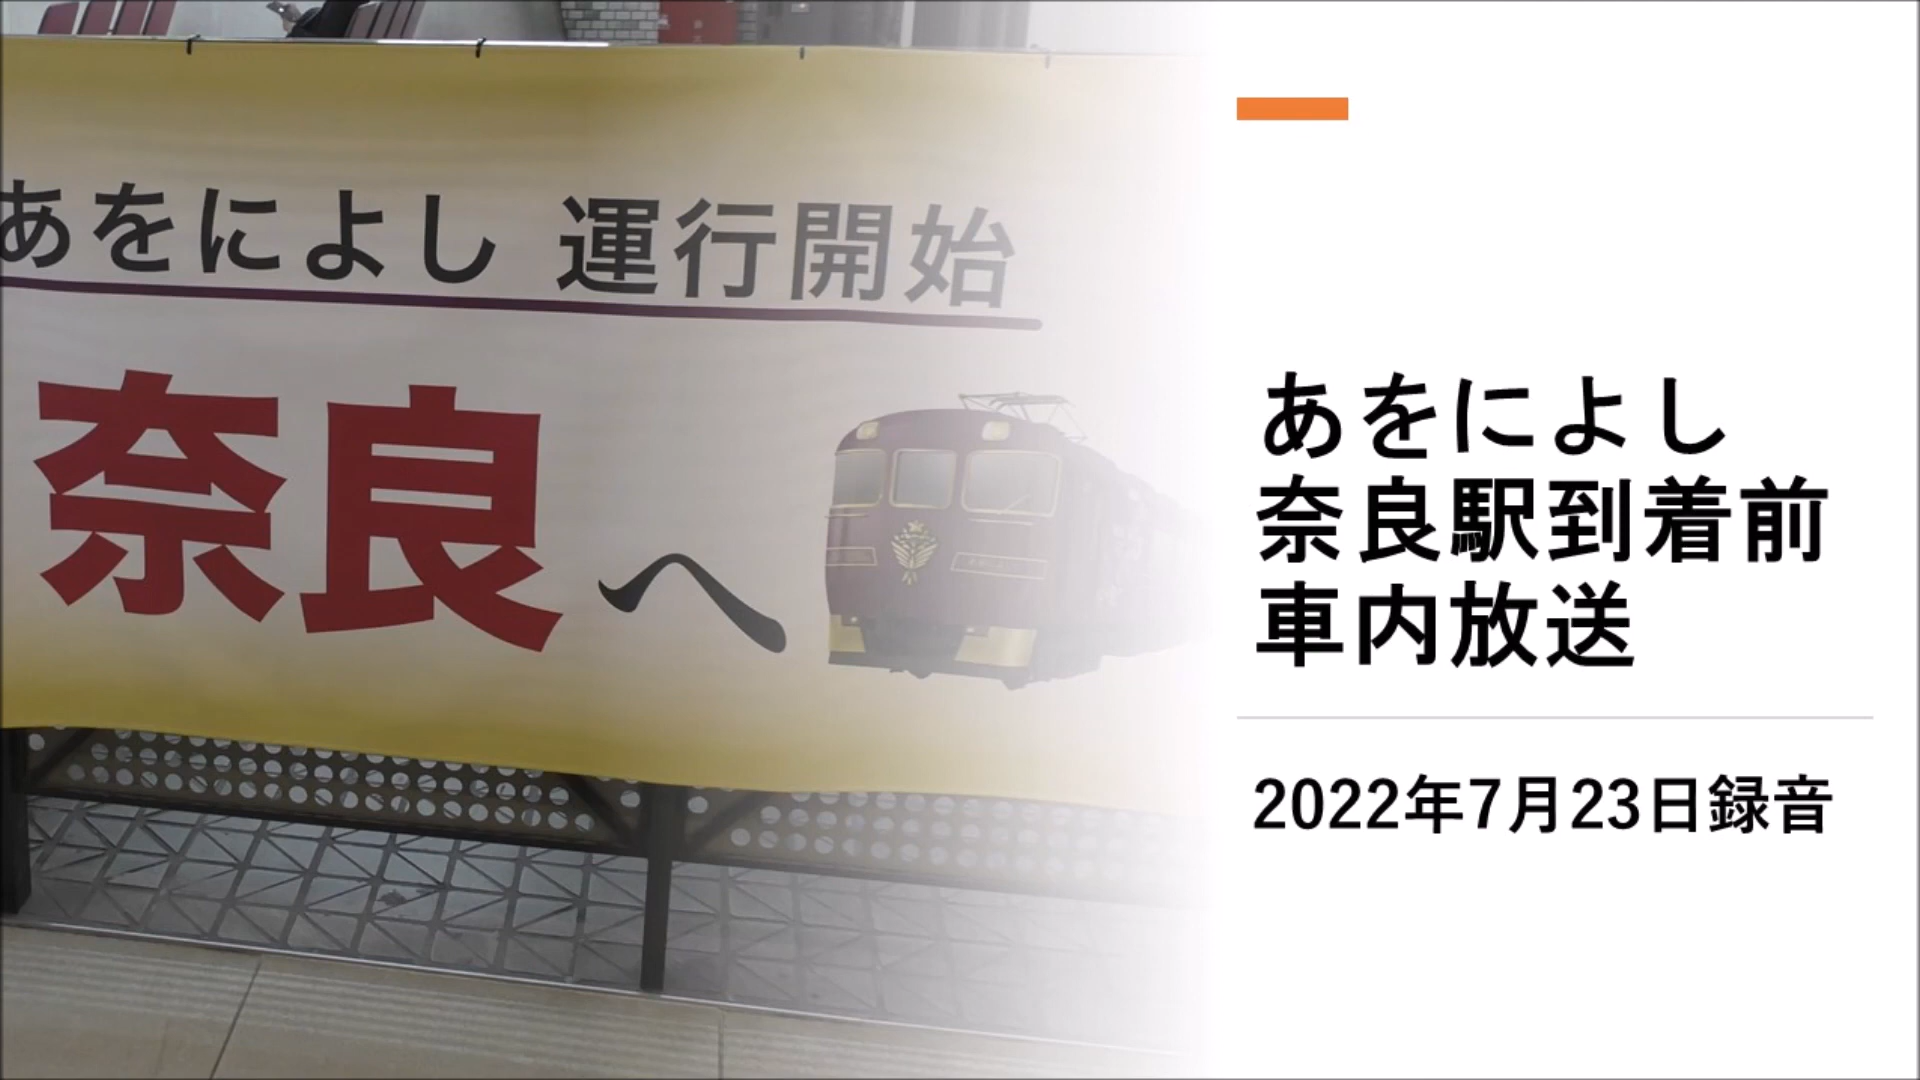 あをによし 運行開始
奈良へ
あをによし
奈良駅到着前
車内放送
2022年7月23日録音